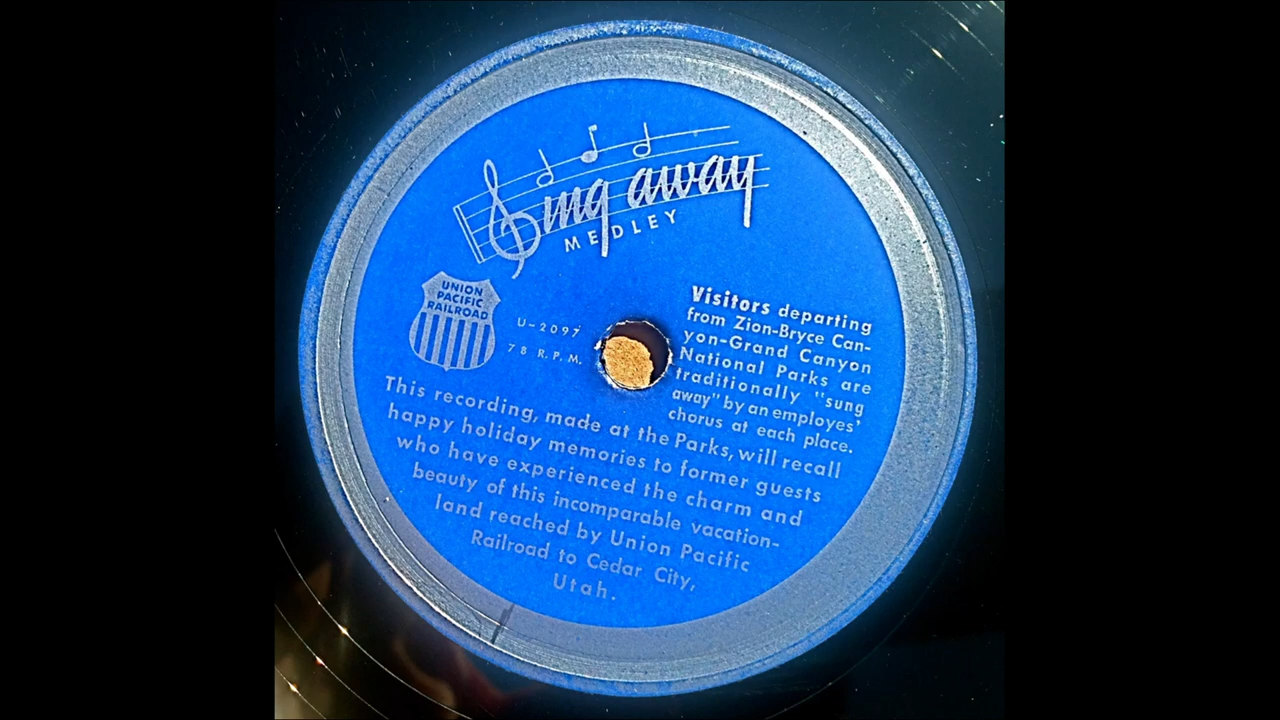 Sing away
MEDLEY
UNION
PACIFIC
RAILROAD
U-2097
78 R.P.M.
Visitors departing
from Zion-Bryce Can-
yon-Grand Canyon
National Parks are
traditionally "sung
away" by an employes'
chorus at each place.
This recording, made at the Parks, will recall
happy holiday memories to former guests
who have experienced the charm and
beauty of this incomparable vacation-
land reached by Union Pacific
Railroad to Cedar City,
Utah.